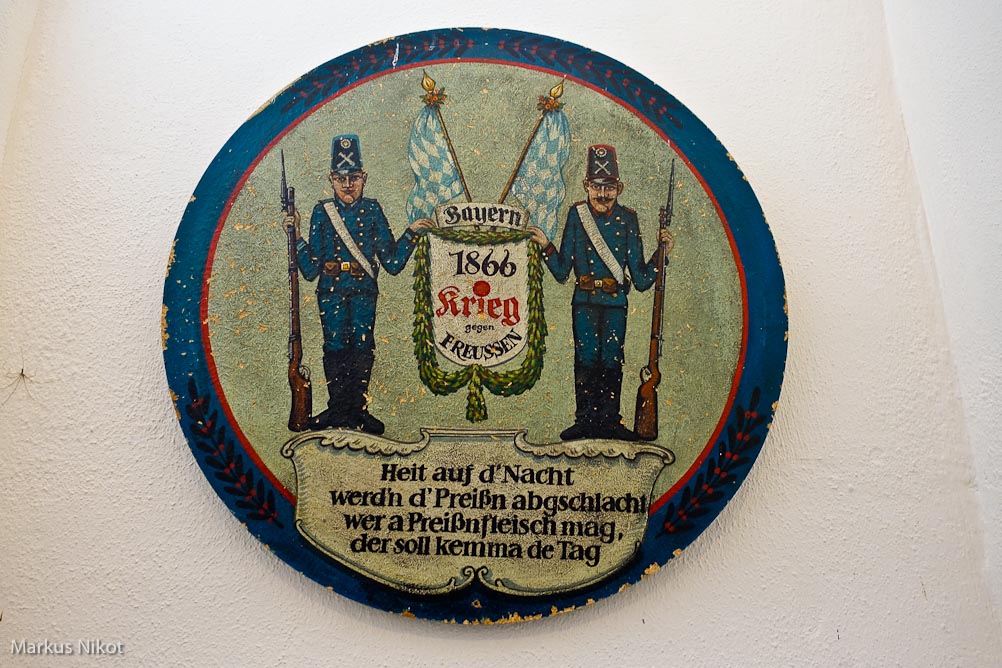 Bayern
1866
Krieg
gegen
PREUSSEN
Heit auf d'Nacht
werd'n d'Preißn abgschlacht,
wer a Preißnfleisch mag,
der soll kemma de Tag
Markus Nikot